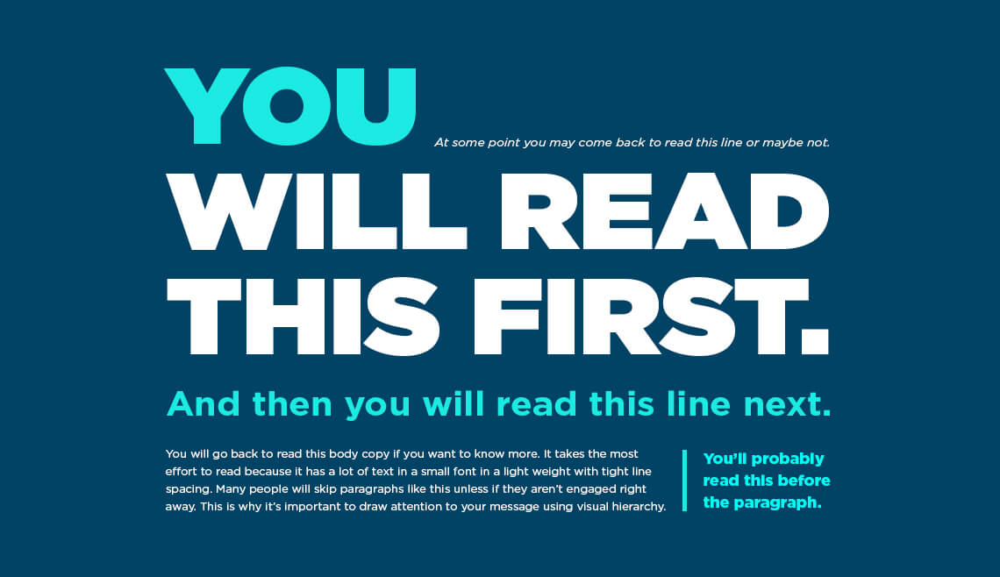 YOU
At some point you may come back to read this line or maybe not.
WILL READ
THIS FIRST.
And then you will read this line next.
You will go back to read this body copy if you want to know more. It takes the most
effort to read because it has a lot of text in a small font in a light weight with tight line
spacing. Many people will skip paragraphs like this unless if they aren’t engaged right
away. This is why it’s important to draw attention to your message using visual hierarchy.
You’ll probably
read this before
the paragraph.